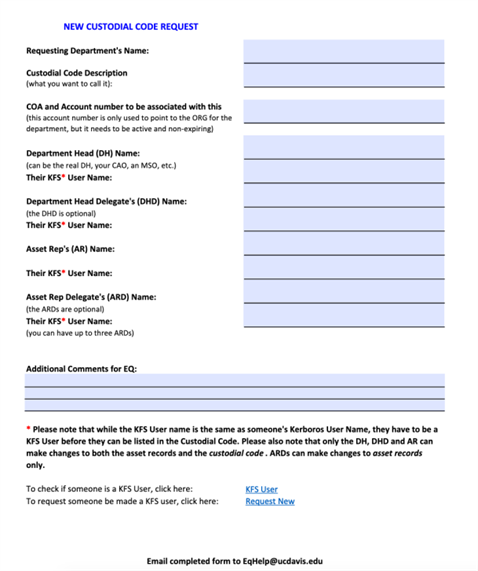 NEW CUSTODIAL CODE REQUEST
Requesting Department's Name:
Custodial Code Description
(what you want to call it):
COA and Account number to be associated with this
(this account number is only used to point to the ORG for the
department, but it needs to be active and non-expiring)
Department Head (DH) Name:
(can be the real DH, your CAO, an MSO, etc.)
Their KFS* User Name:
Department Head Delegate's (DHD) Name:
(the DHD is optional)
Their KFS* User Name:
Asset Rep's (AR) Name:
Their KFS* User Name:
Asset Rep Delegate's (ARD) Name:
(the ARDs are optional)
Their KFS* User Name:
(you can have up to three ARDs)
Additional Comments for EQ:
* Please note that while the KFS User name is the same as someone's Kerboros User Name, they have to be a
KFS User before they can be listed in the Custodial Code. Please also note that only the DH, DHD and AR can
make changes to both the asset records and the custodial code . ARDs can make changes to asset records
only.
To check if someone is a KFS User, click here: KFS User
To request someone be made a KFS user, click here: Request New
Email completed form to EqHelp@ucdavis.edu